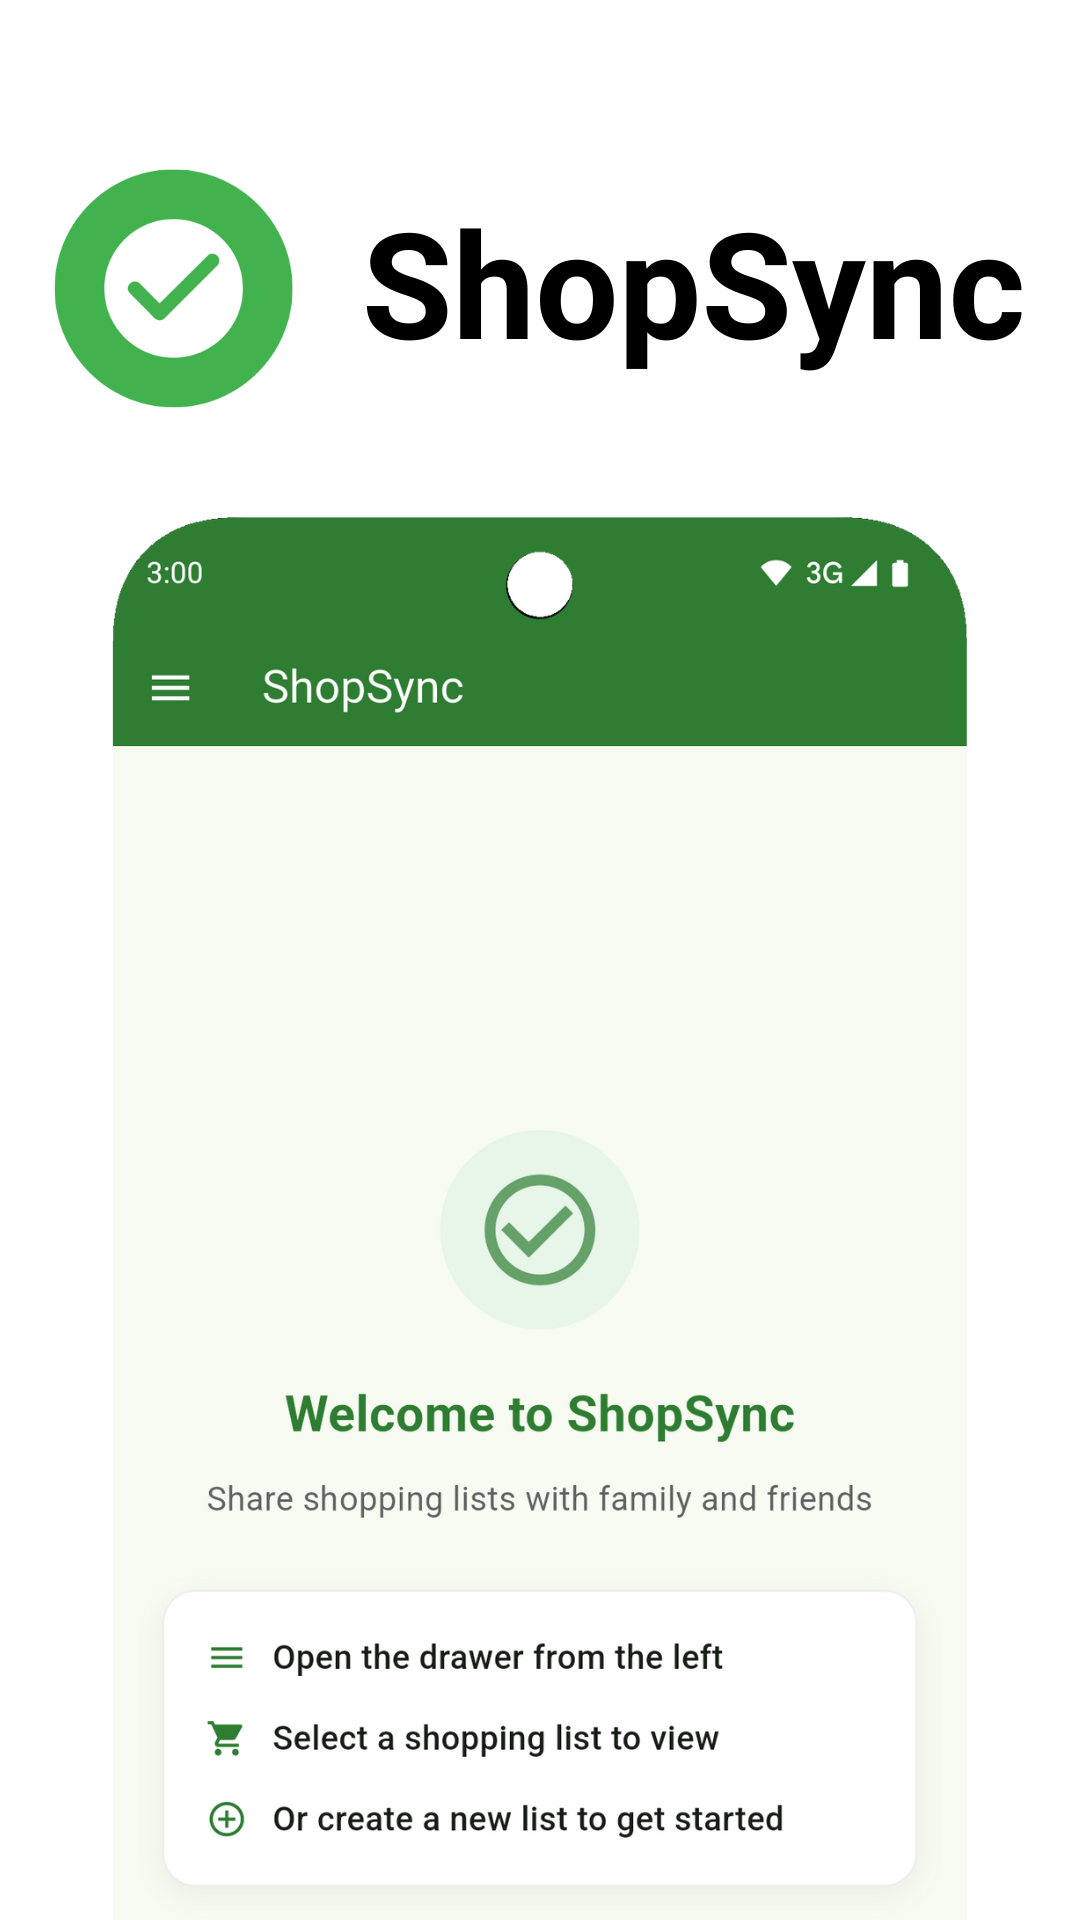 ShopSync
3:00 3G
ShopSync
Welcome to ShopSync
Share shopping lists with family and friends
Open the drawer from the left
Select a shopping list to view
Or create a new list to get started